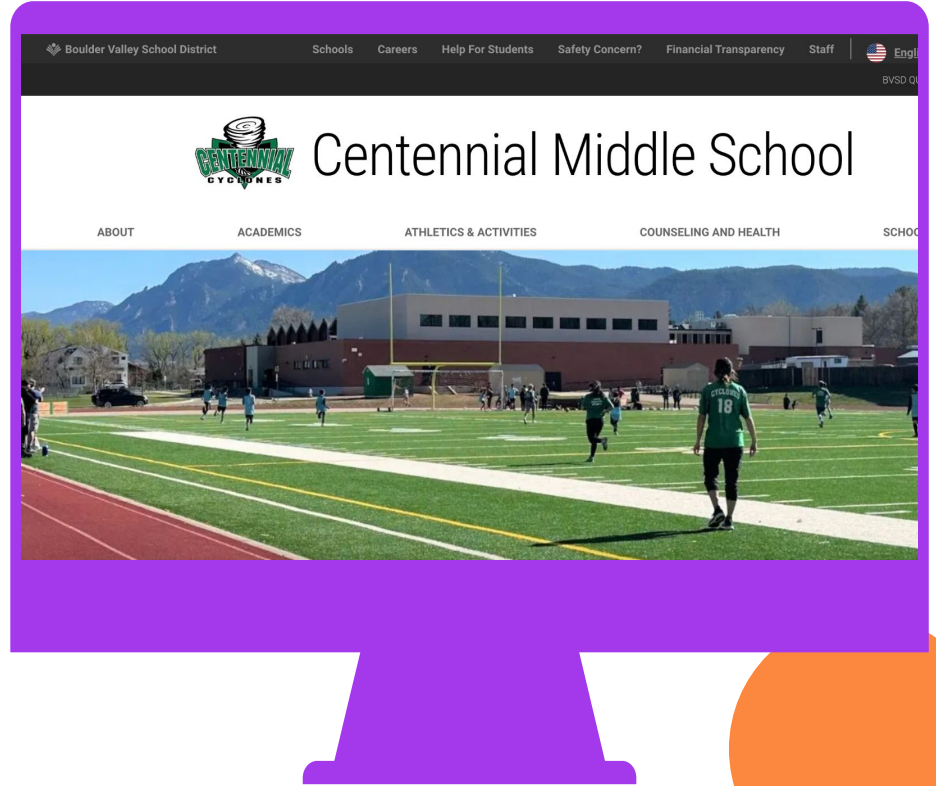 Boulder Valley School District
Schools Careers Help For Students Safety Concern? Financial Transparency Staff
BVSD
CENTENNIAL
CYCLONES
Centennial Middle School
ABOUT ACADEMICS ATHLETICS & ACTIVITIES COUNSELING AND HEALTH
CYCLONES
18